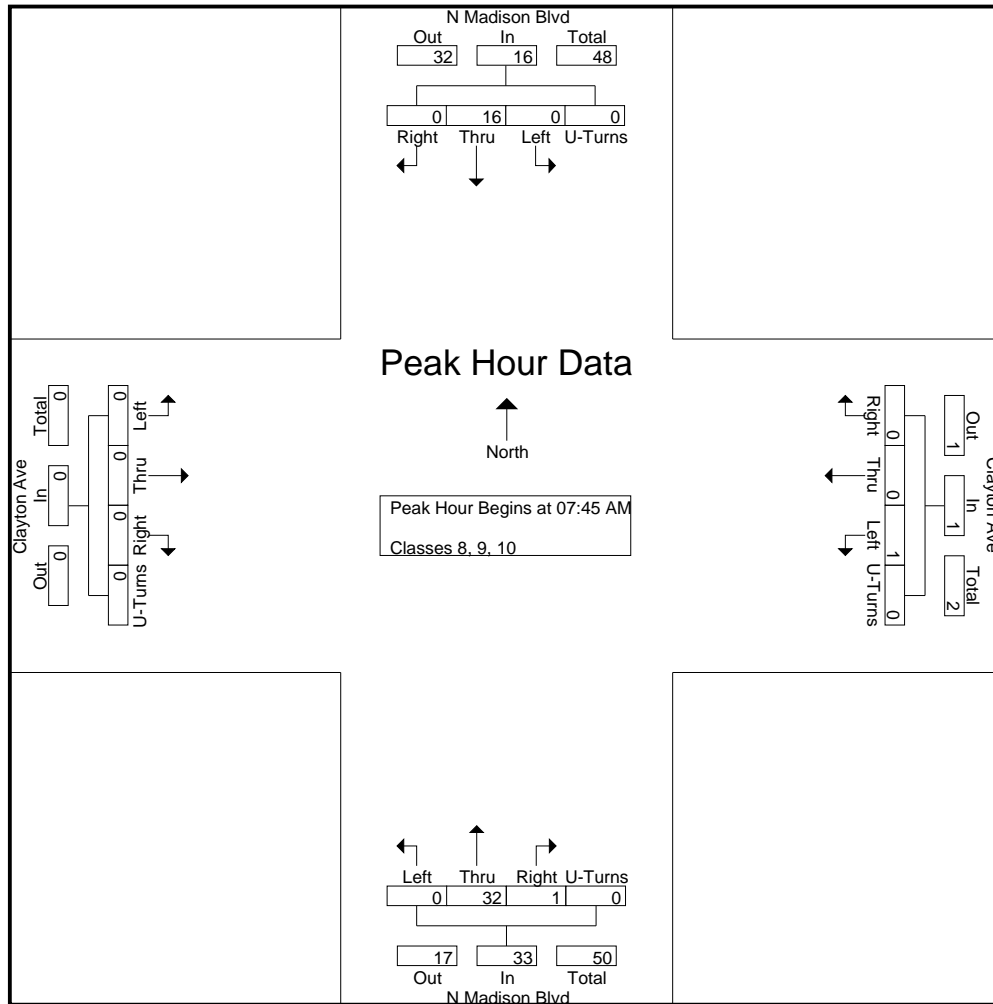 N Madison Blvd
Out In Total
32 16 48
0 16 0 0
Right Thru Left U-Turns
Peak Hour Data
North
Peak Hour Begins at 07:45 AM
Classes 8, 9, 10
Clayton Ave
Out In Total
0 0 0
U-Turns Right Thru Left
0 0 0 0
Clayton Ave
Out In Total
1 1 2
Right Thru Left U-Turns
0 0 1 0
Left Thru Right U-Turns
0 32 1 0
17 33 50
Out In Total
N Madison Blvd